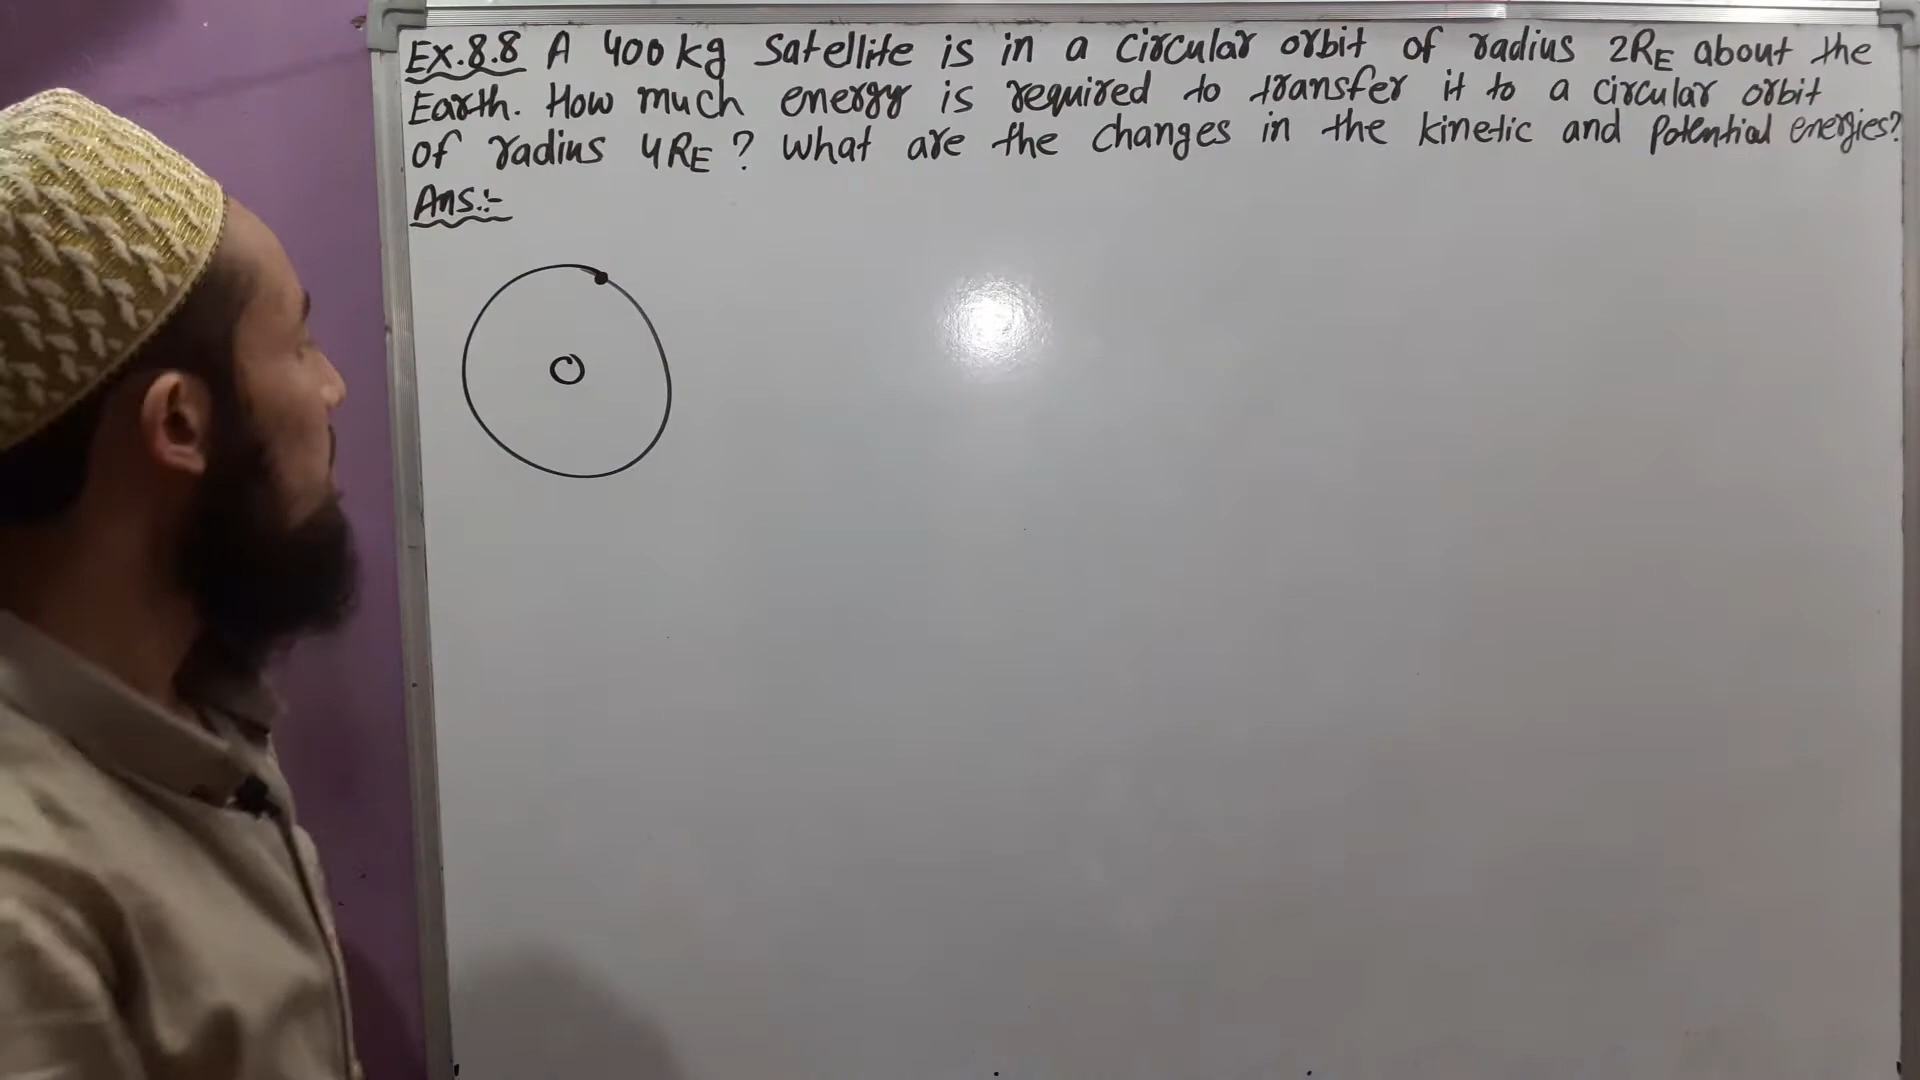 Ex.8.8 A 400 kg Satellite is in a circular orbit of radius 2RE about the
Earth. How much energy is required to transfer it to a circular orbit
of radius 4RE ? What are the changes in the kinetic and potential energies?
Ans.:-